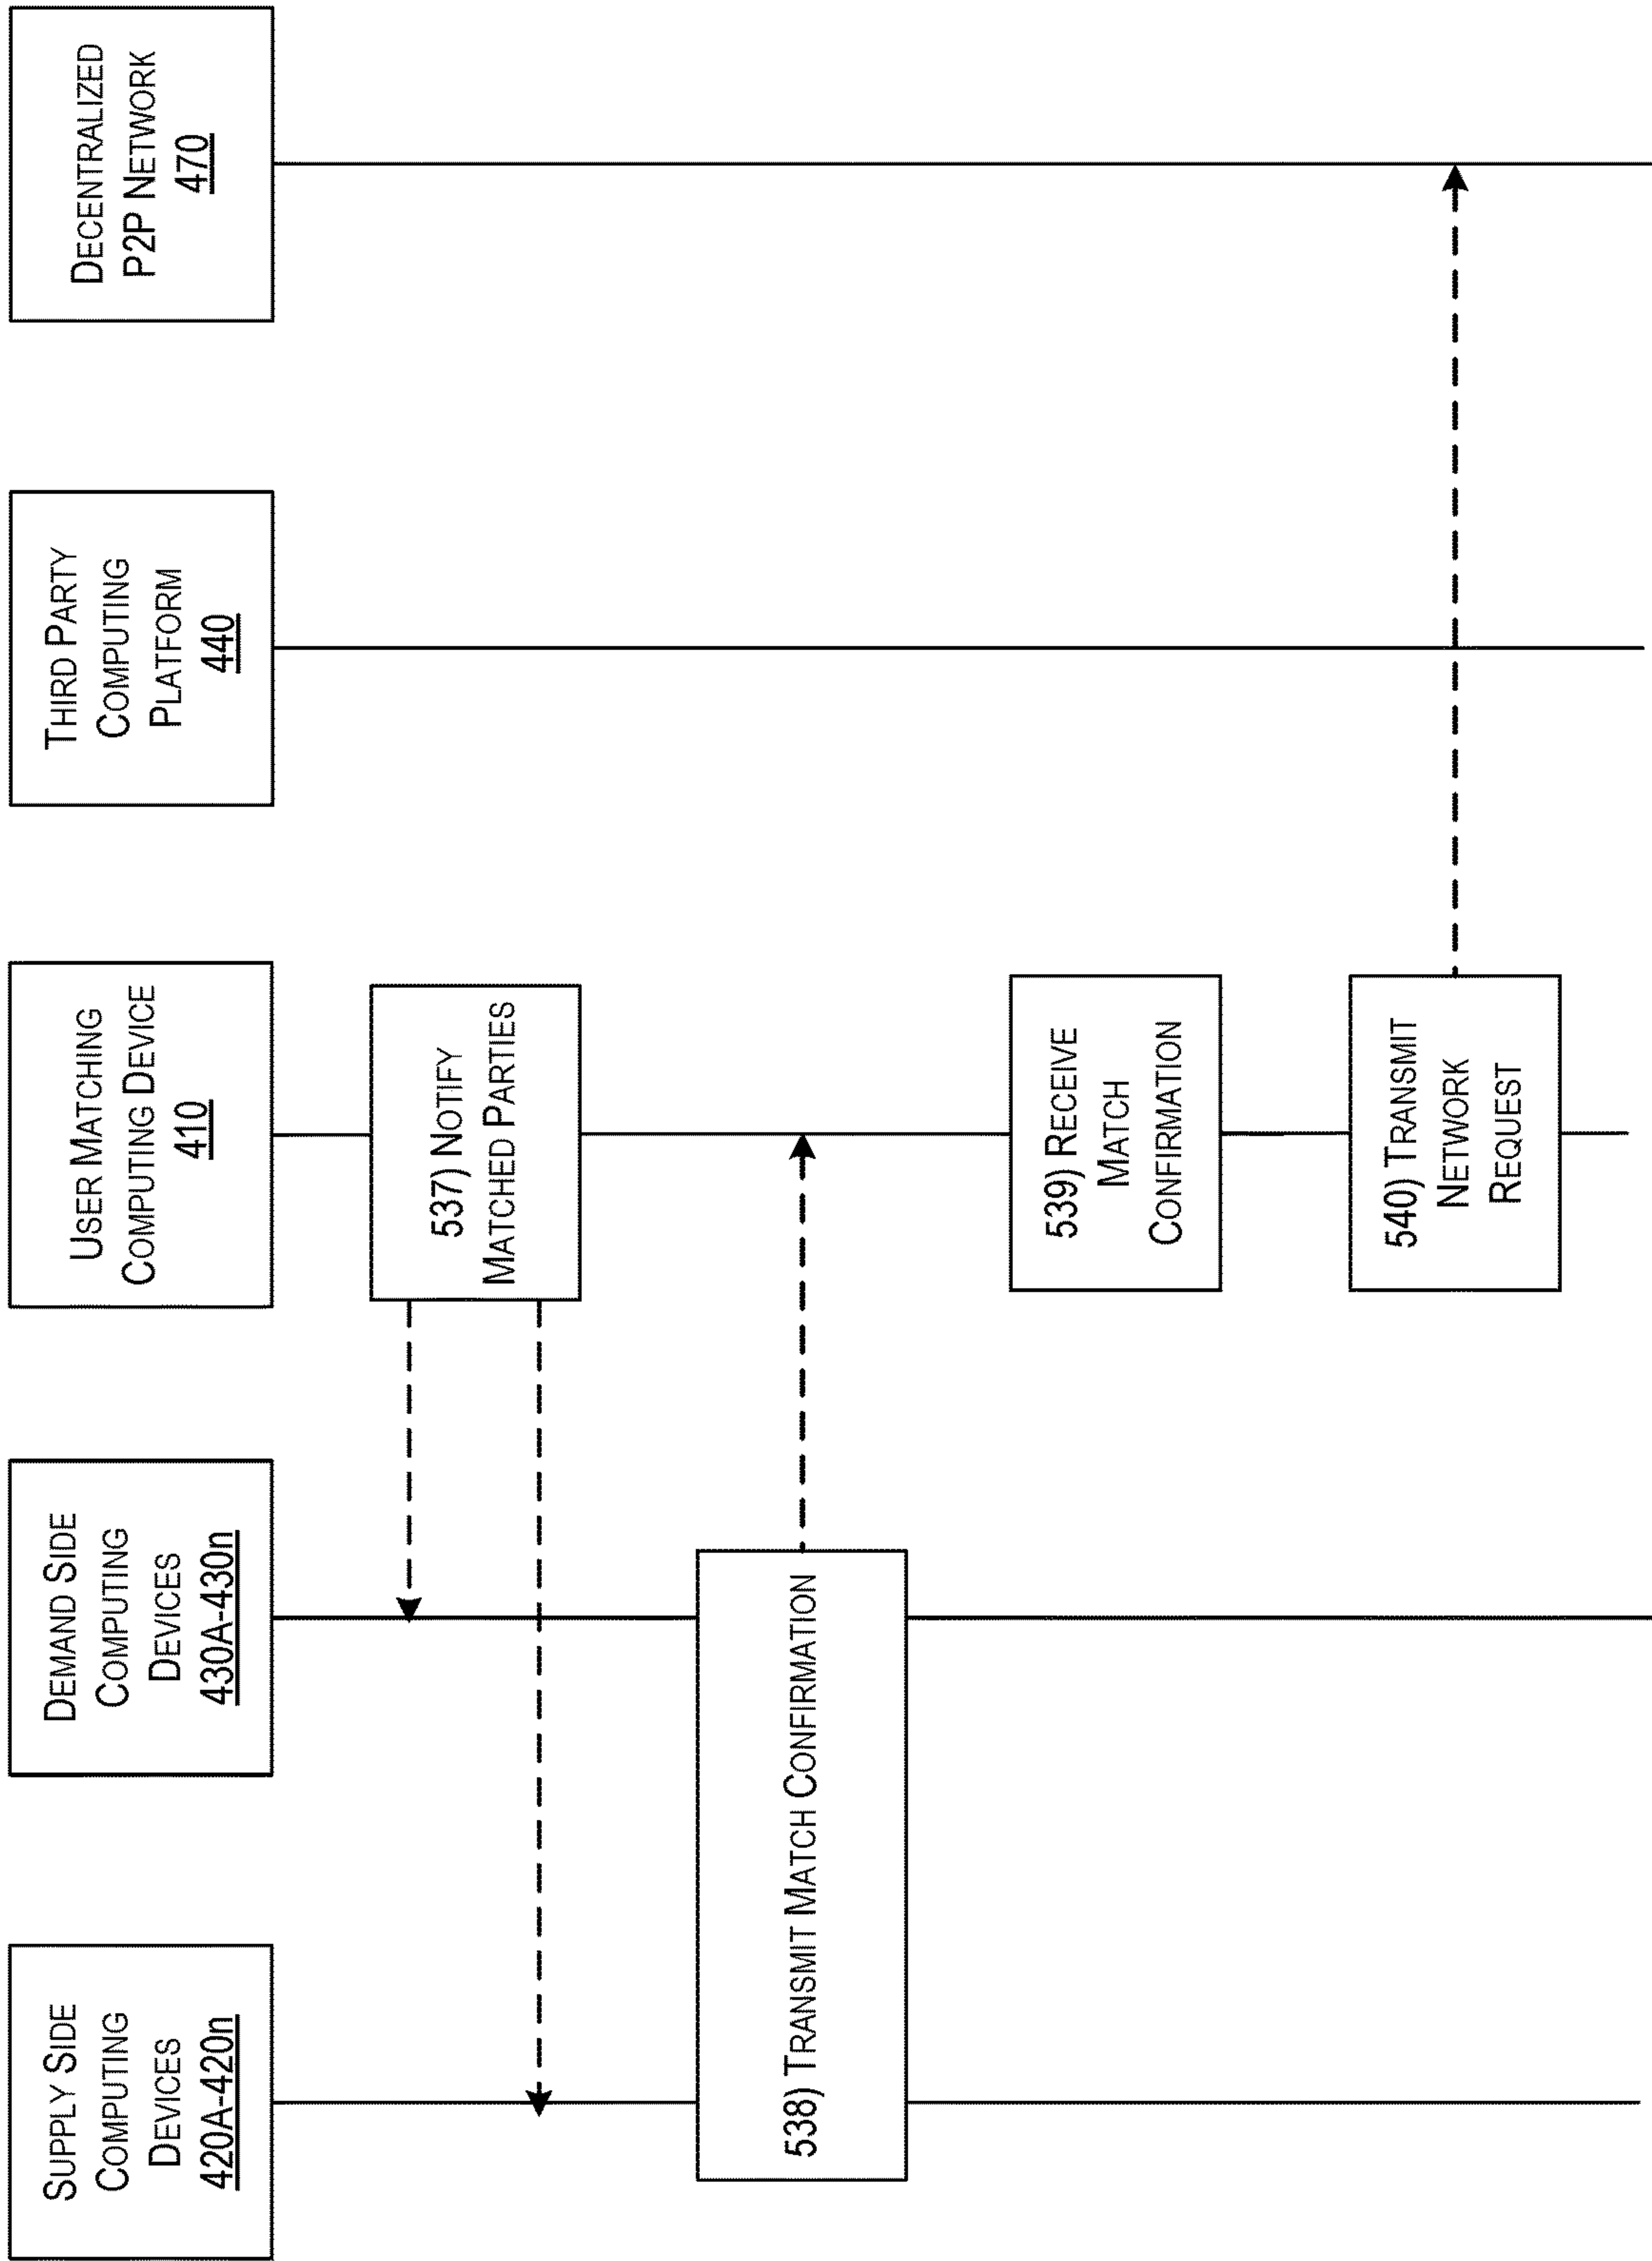 SUPPLY SIDE
COMPUTING
DEVICES
420A-420n
DEMAND SIDE
COMPUTING
DEVICES
430A-430n
USER MATCHING
COMPUTING DEVICE
410
THIRD PARTY
COMPUTING
PLATFORM
440
DECENTRALIZED
P2P NETWORK
470
537) NOTIFY
MATCHED PARTIES
538) TRANSMIT MATCH CONFIRMATION
539) RECEIVE
MATCH
CONFIRMATION
540) TRANSMIT
NETWORK
REQUEST